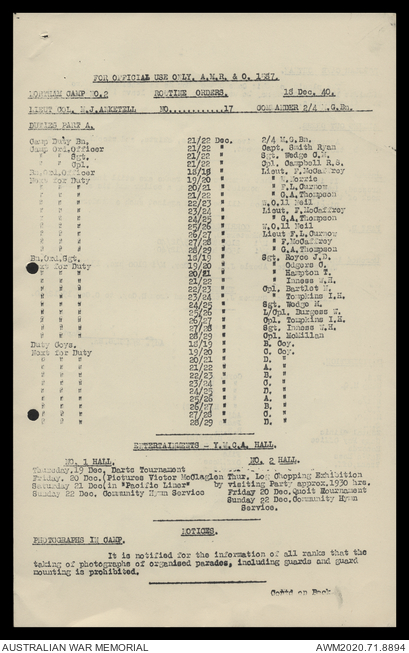 FOR OFFICIAL USE ONLY. A.M.R. & O. 1937.
NORTHAM CAMP NO.2 ROUTINE ORDERS. 18 Dec. 40.
LIEUT COL. M.J.ANKETELL NO............17 COMMANDER 2/4 M.G.Bn.
DUTIES PART A.
Camp Duty Bn. 21/22 Dec. 2/4 M.G.Bn.
Camp Ord.Officer 21/22 " Capt. Smith Ryan
" " Sgt. 21/22 " Sgt. Wedge C.M.
" " Cpl. 21/22 " Cpl. Campbell R.S.
Bn.Ord.Officer 18/19 " Lieut. F.McCaffrey
Next for Duty 19/20 " " W.
" " " 20/21 " " F.L.Curnow
" " " 21/22 " " G.A.Thompson
" " " 22/23 " W.O.11 Neil
" " " 23/24 " Lieut. F.McCaffrey
" " " 24/25 " " G.A.Thompson
" " " 25/26 " W.O.11 Neil
" " " 26/27 " Lieut F.L.Curnow
" " " 27/28 " " F.McCaffrey
" " " 28/29 " " G.A.Thompson
Bn.Ord.Sgt. 18/19 " Sgt. Royce J.D.
Next for Duty 19/20 " " Odgers C.
" " " 20/21 " " Hampton T.
" " " 21/22 " " Inness W.H.
" " " 22/23 " Cpl. Bartlet M.
" " " 23/24 " " Tompkins I.H.
" " " 24/25 " Sgt. Wedge M.
" " " 25/26 " L/Cpl. Burgess W.
" " " 26/27 " Cpl. Tompkins I.H.
" " " 27/28 " Sgt. Inness W.H.
" " " 28/29 " Cpl. McMillan
Duty Coys. 18/19 " B. Coy.
Next for Duty 19/20 " C. Coy.
" " " 20/21 " D. "
" " " 21/22 " A. "
" " " 22/23 " B. "
" " " 23/24 " C. "
" " " 24/25 " D. "
" " " 25/26 " A. "
" " " 26/27 " B. "
" " " 27/28 " C. "
" " " 28/29 " D. "
ENTERTAINMENTS - Y.M.C.A. HALL.
NO. 1 HALL. NO. 2 HALL.
Thursday.19 Dec. Darts Tournament
Friday. 20 Dec.(Pictures Victor McClaglen Thur. Log Chopping Exhibition
Saturday 21 Dec(in "Pacific Liner" by visiting Party approx.1930 hrs.
Sunday 22 Dec. Community Hymn Service Friday 20 Dec.Quoit Tournament
Sunday 22 Dec.Community Hymn
Service.
NOTICES.
PHOTOGRAPHS IN CAMP.
It is notified for the information of all ranks that the
taking of photographs of organised parades, including guards and guard
mounting is prohibited.
Contd on Back
AUSTRALIAN WAR MEMORIAL AWM2020.71.8894